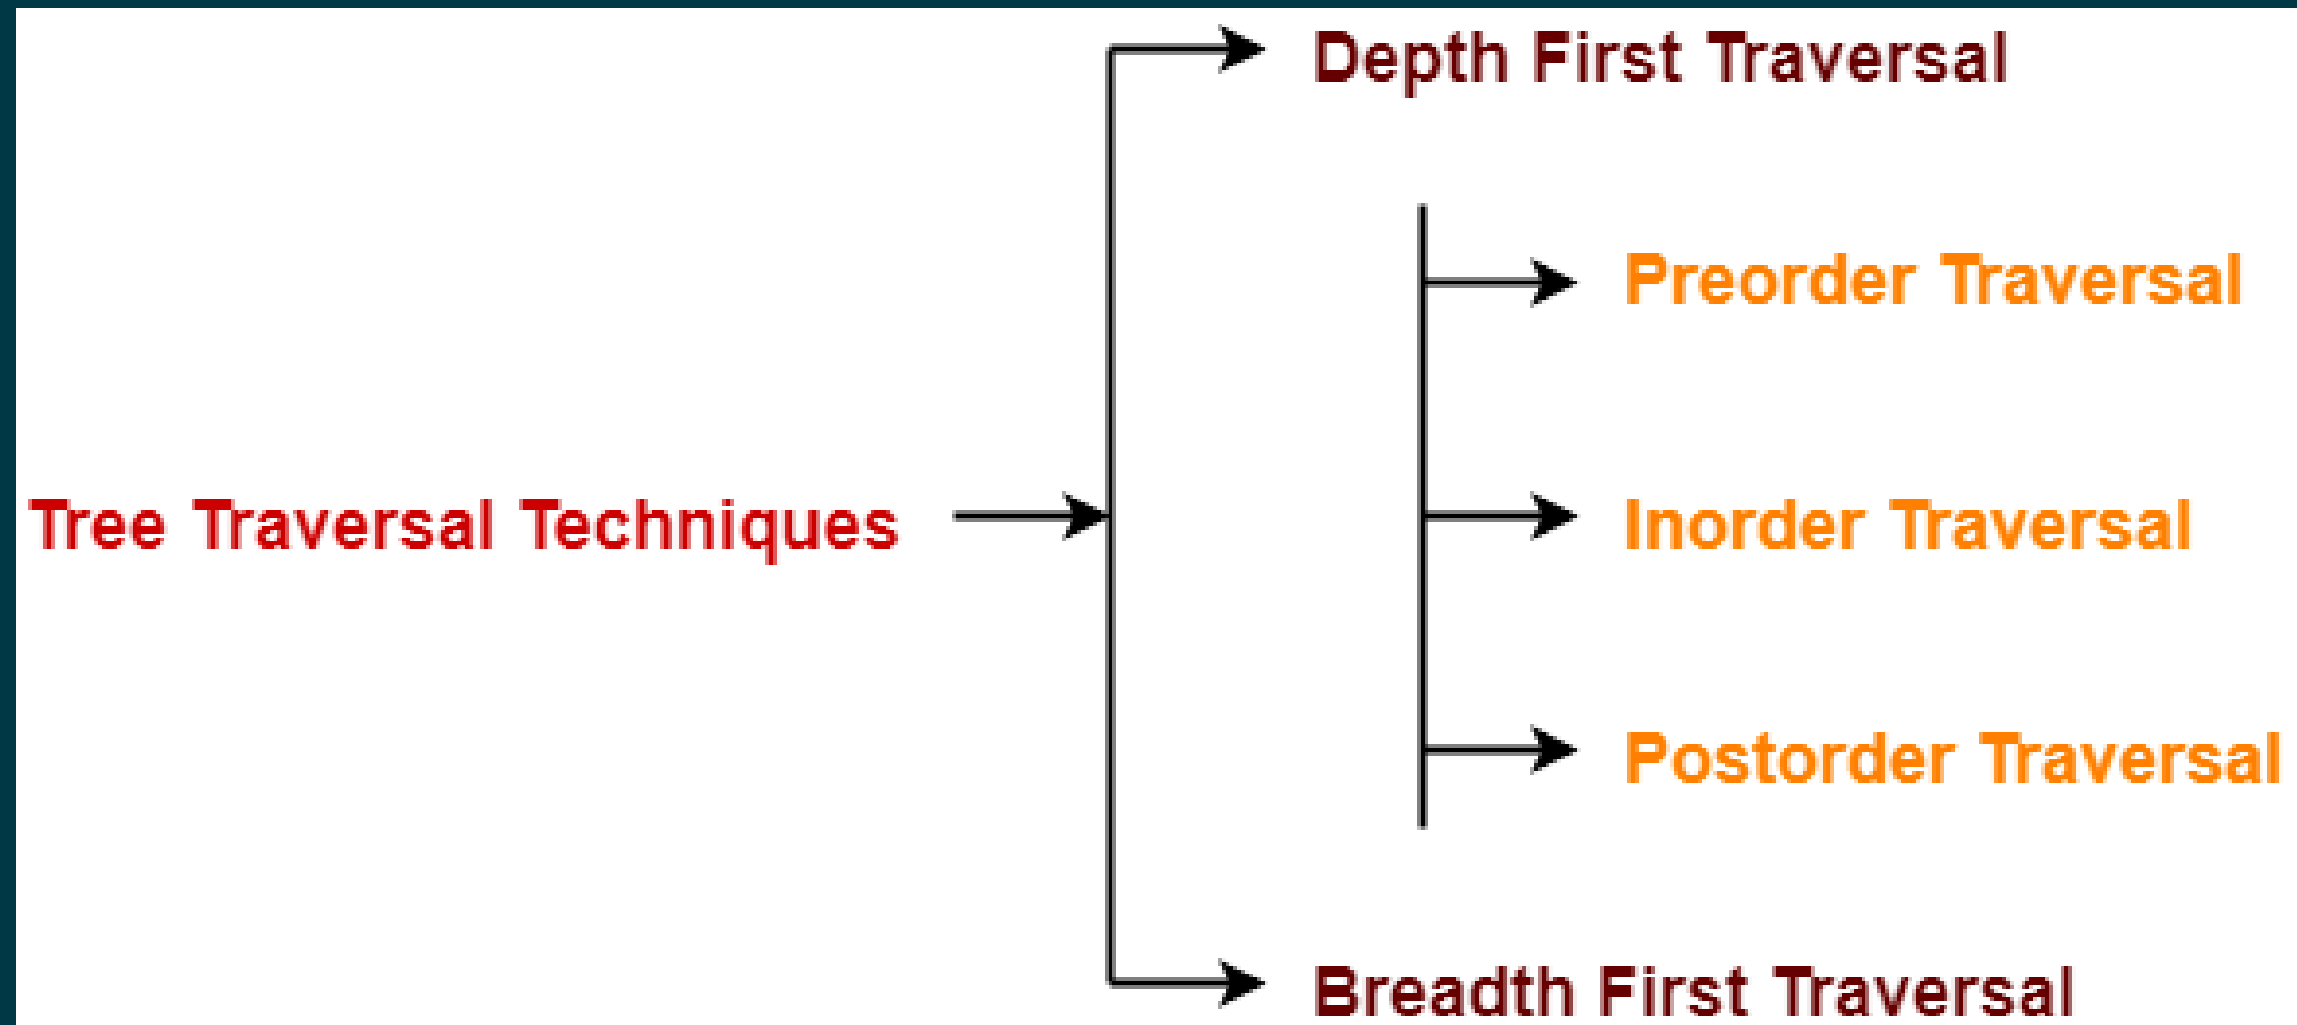 Depth First Traversal
Preorder Traversal
Tree Traversal Techniques
Inorder Traversal
Postorder Traversal
Breadth First Traversal